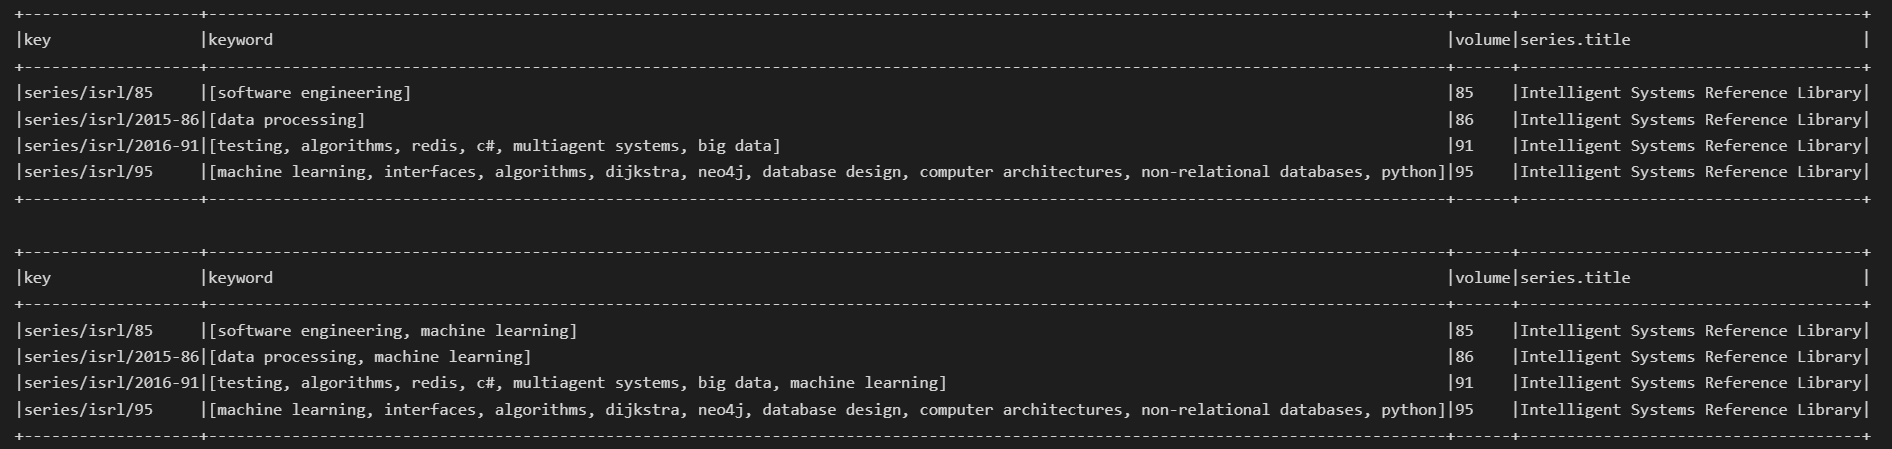 +-------------------+--------------------------------------------------------------------------------------------------------------------------------------+------+-------------------------------------+
|key                |keyword                                                                                                                               |volume|series.title                         |
+-------------------+--------------------------------------------------------------------------------------------------------------------------------------+------+-------------------------------------+
|series/isrl/85     |[software engineering]                                                                                                                |85    |Intelligent Systems Reference Library|
|series/isrl/2015-86|[data processing]                                                                                                                     |86    |Intelligent Systems Reference Library|
|series/isrl/2016-91|[testing, algorithms, redis, c#, multiagent systems, big data]                                                                        |91    |Intelligent Systems Reference Library|
|series/isrl/95     |[machine learning, interfaces, algorithms, dijkstra, neo4j, database design, computer architectures, non-relational databases, python]|95    |Intelligent Systems Reference Library|
+-------------------+--------------------------------------------------------------------------------------------------------------------------------------+------+-------------------------------------+

+-------------------+--------------------------------------------------------------------------------------------------------------------------------------+------+-------------------------------------+
|key                |keyword                                                                                                                               |volume|series.title                         |
+-------------------+--------------------------------------------------------------------------------------------------------------------------------------+------+-------------------------------------+
|series/isrl/85     |[software engineering, machine learning]                                                                                              |85    |Intelligent Systems Reference Library|
|series/isrl/2015-86|[data processing, machine learning]                                                                                                   |86    |Intelligent Systems Reference Library|
|series/isrl/2016-91|[testing, algorithms, redis, c#, multiagent systems, big data, machine learning]                                                      |91    |Intelligent Systems Reference Library|
|series/isrl/95     |[machine learning, interfaces, algorithms, dijkstra, neo4j, database design, computer architectures, non-relational databases, python]|95    |Intelligent Systems Reference Library|
+-------------------+--------------------------------------------------------------------------------------------------------------------------------------+------+-------------------------------------+